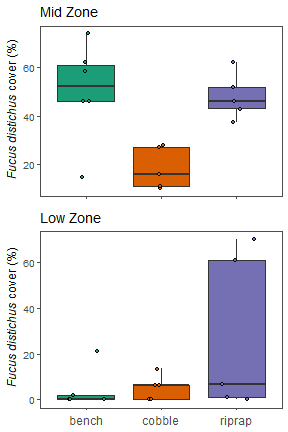 Mid Zone
Fucus distichus cover (%)
60
40
20
Low Zone
Fucus distichus cover (%)
60
40
20
0
bench cobble riprap